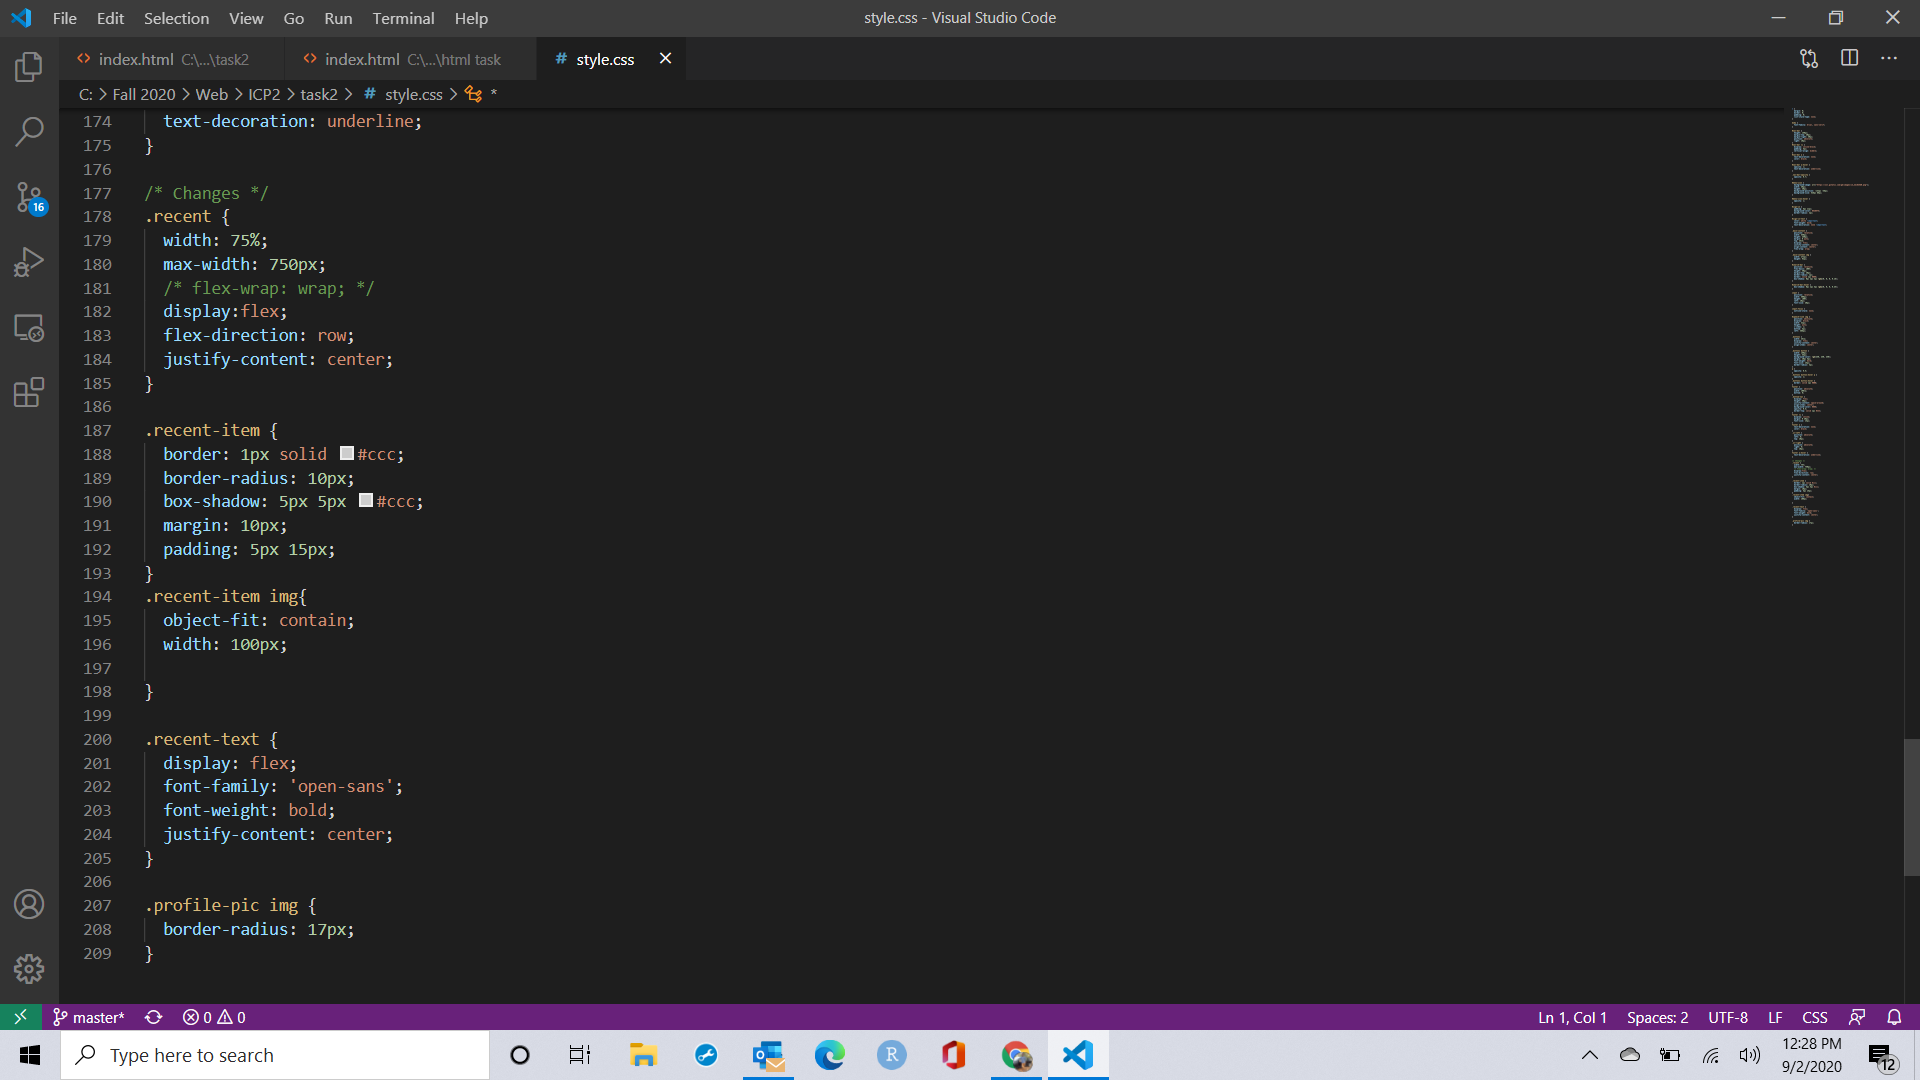 File Edit Selection View Go Run Terminal Help
style.css - Visual Studio Code
index.html C:\...\task2
index.html C:\...\html task
# style.css
C: > Fall 2020 > Web > ICP2 > task2 > # style.css > *
174 text-decoration: underline;
175 }
176
177 /* Changes */
178 .recent {
179 width: 75%;
180 max-width: 750px;
181 /* flex-wrap: wrap; */
182 display:flex;
183 flex-direction: row;
184 justify-content: center;
185 }
186
187 .recent-item {
188 border: 1px solid #ccc;
189 border-radius: 10px;
190 box-shadow: 5px 5px #ccc;
191 margin: 10px;
192 padding: 5px 15px;
193 }
194 .recent-item img{
195 object-fit: contain;
196 width: 100px;
197
198 }
199
200 .recent-text {
201 display: flex;
202 font-family: 'open-sans';
203 font-weight: bold;
204 justify-content: center;
205 }
206
207 .profile-pic img {
208 border-radius: 17px;
209 }
16
master* 0 0
Ln 1, Col 1 Spaces: 2 UTF-8 LF CSS
Type here to search
R
12:28 PM
9/2/2020
12